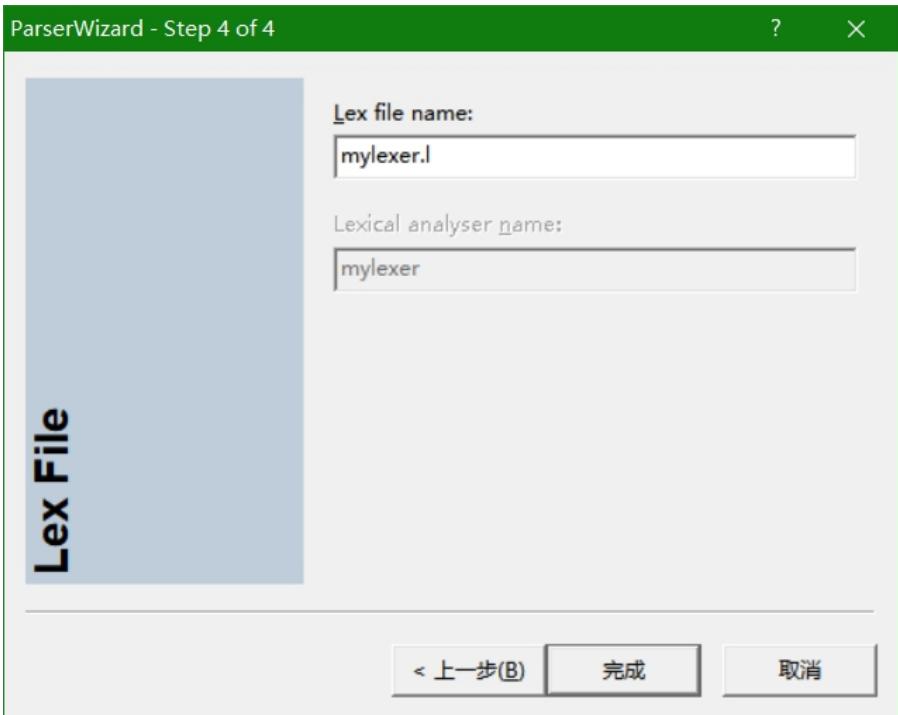 ParserWizard - Step 4 of 4
Lex file name:
mylexer.l
Lexical analyser name:
mylexer
Lex File
< 上一步(B)
完成
取消